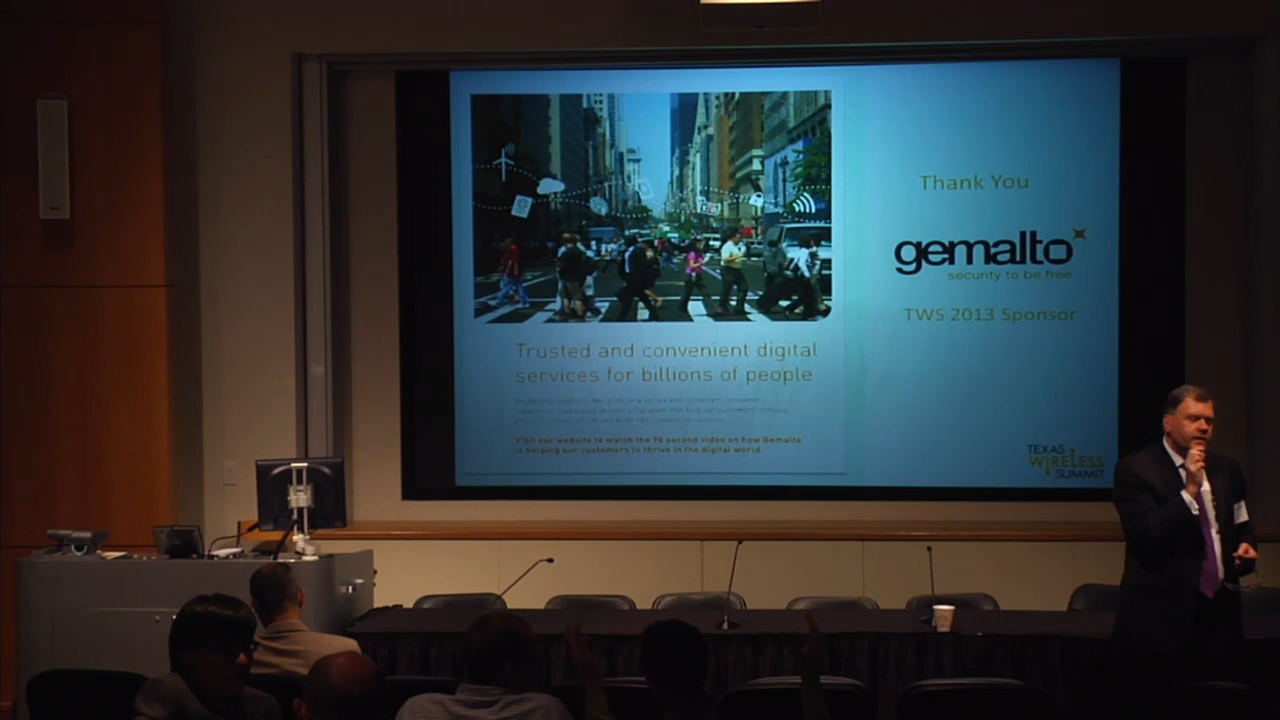 Trusted and convenient digital
services for billions of people
Visit our website to watch the 96 second video on how Gemalto
is helping our customers to thrive in the digital world.
Thank You
gemalto
security to be free
TWS 2013 Sponsor
TEXAS
WIRELESS
SUMMIT